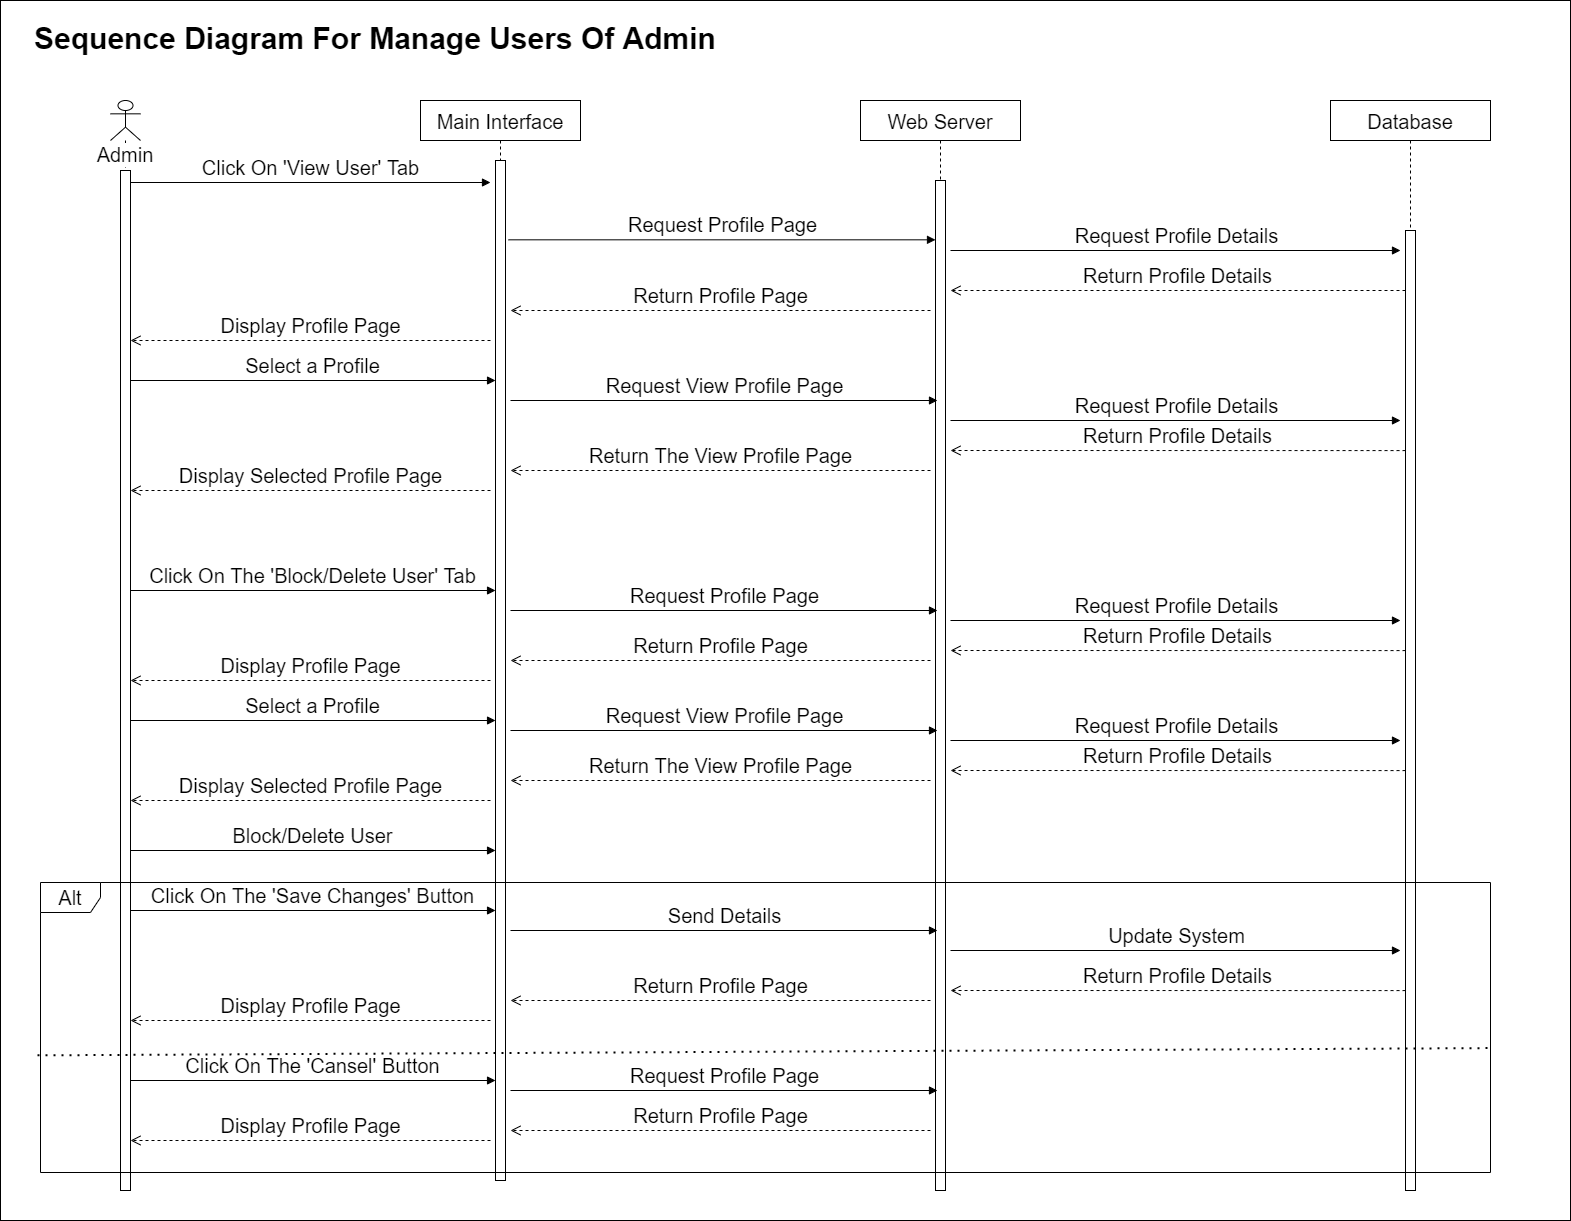 Sequence Diagram For Manage Users Of Admin
Admin
Main Interface
Web Server
Database
Click On 'View User' Tab
Request Profile Page
Request Profile Details
Return Profile Details
Return Profile Page
Display Profile Page
Select a Profile
Request View Profile Page
Request Profile Details
Return Profile Details
Return The View Profile Page
Display Selected Profile Page
Click On The 'Block/Delete User' Tab
Request Profile Page
Request Profile Details
Return Profile Details
Return Profile Page
Display Profile Page
Select a Profile
Request View Profile Page
Request Profile Details
Return Profile Details
Return The View Profile Page
Display Selected Profile Page
Block/Delete User
Alt
Click On The 'Save Changes' Button
Send Details
Update System
Return Profile Details
Return Profile Page
Display Profile Page
Click On The 'Cansel' Button
Request Profile Page
Return Profile Page
Display Profile Page